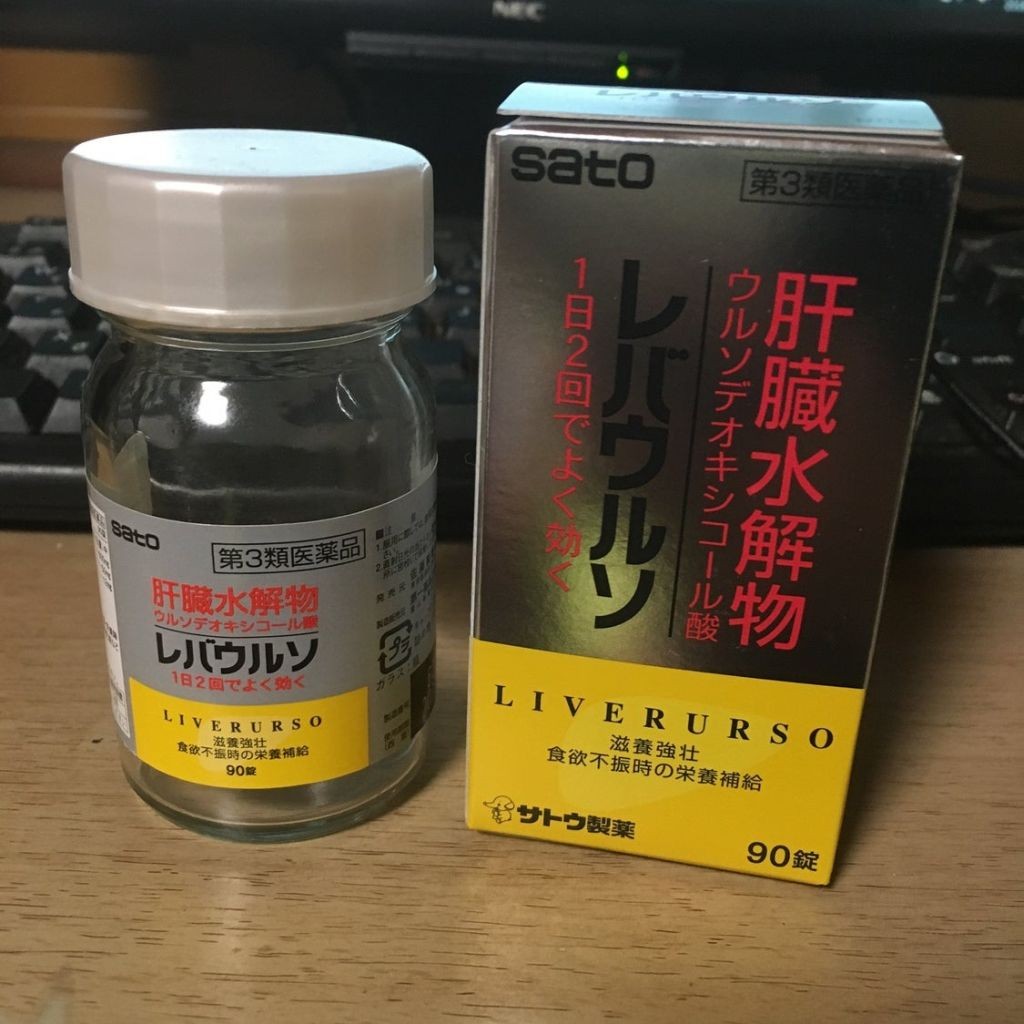 NEC
sato
第3類医薬品
肝臓水解物
ウルソデオキシコール酸
レバウルソ
1日2回でよく効く
LIVERURSO
滋養強壮
食欲不振時の栄養補給
サトウ製薬
90錠
sato
第3類医薬品
肝臓水解物
ウルソデオキシコール酸
レバウルソ
1日2回でよく効く
LIVERURSO
滋養強壮
食欲不振時の栄養補給
90錠
発売元